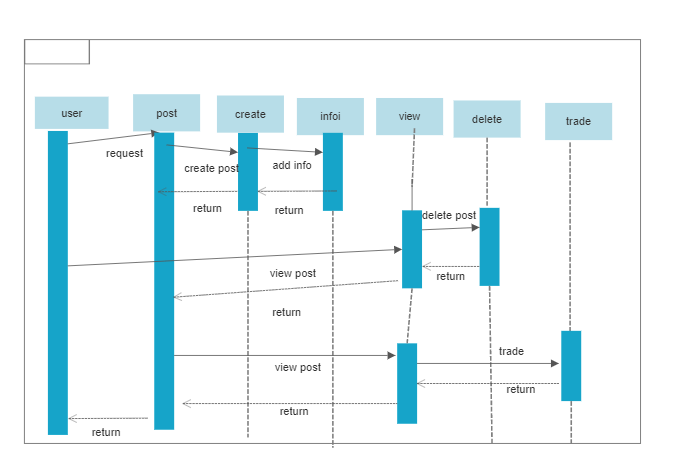 user
post
create
infoi
view
delete
trade
request
create post
add info
return
return
delete post
view post
return
return
trade
view post
return
return
return